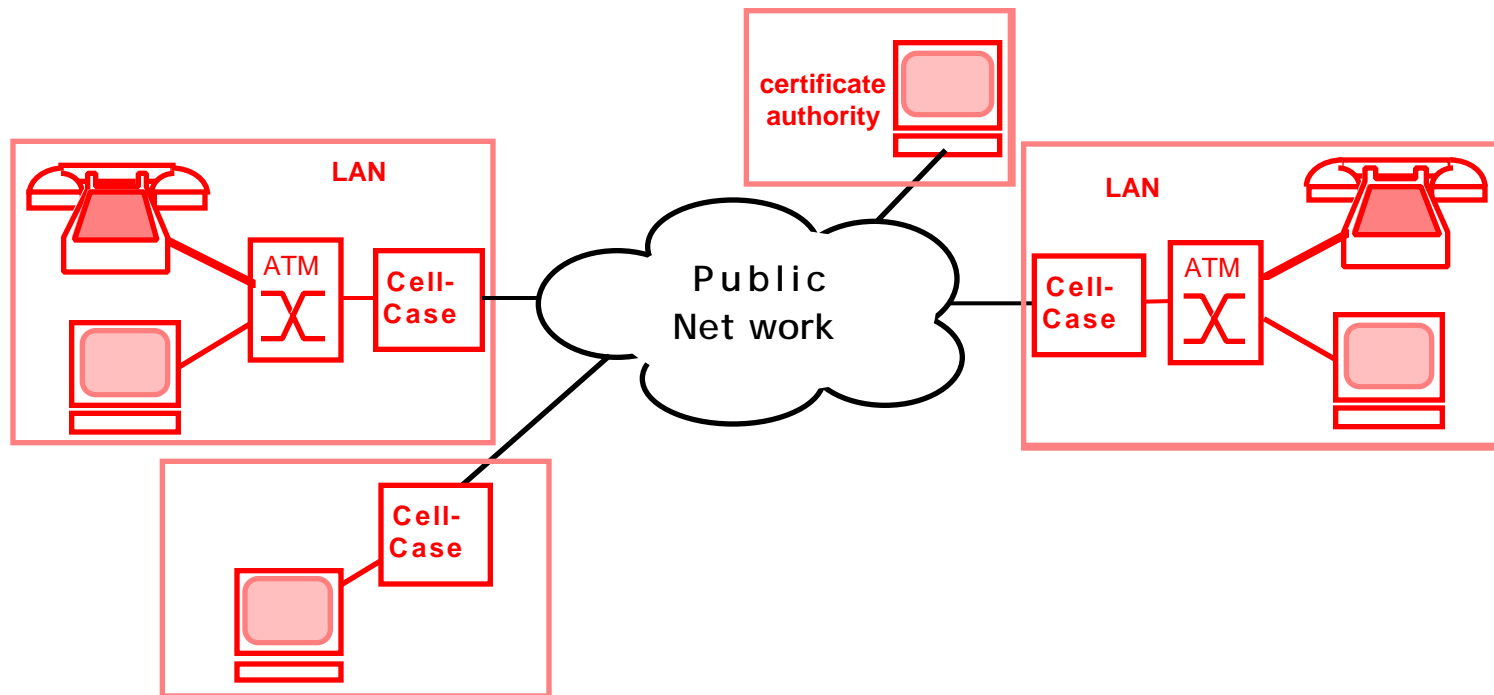 certificate
authority
LAN
ATM
Cell-
Case
Public
Net work
LAN
Cell-
Case
ATM
Cell-
Case